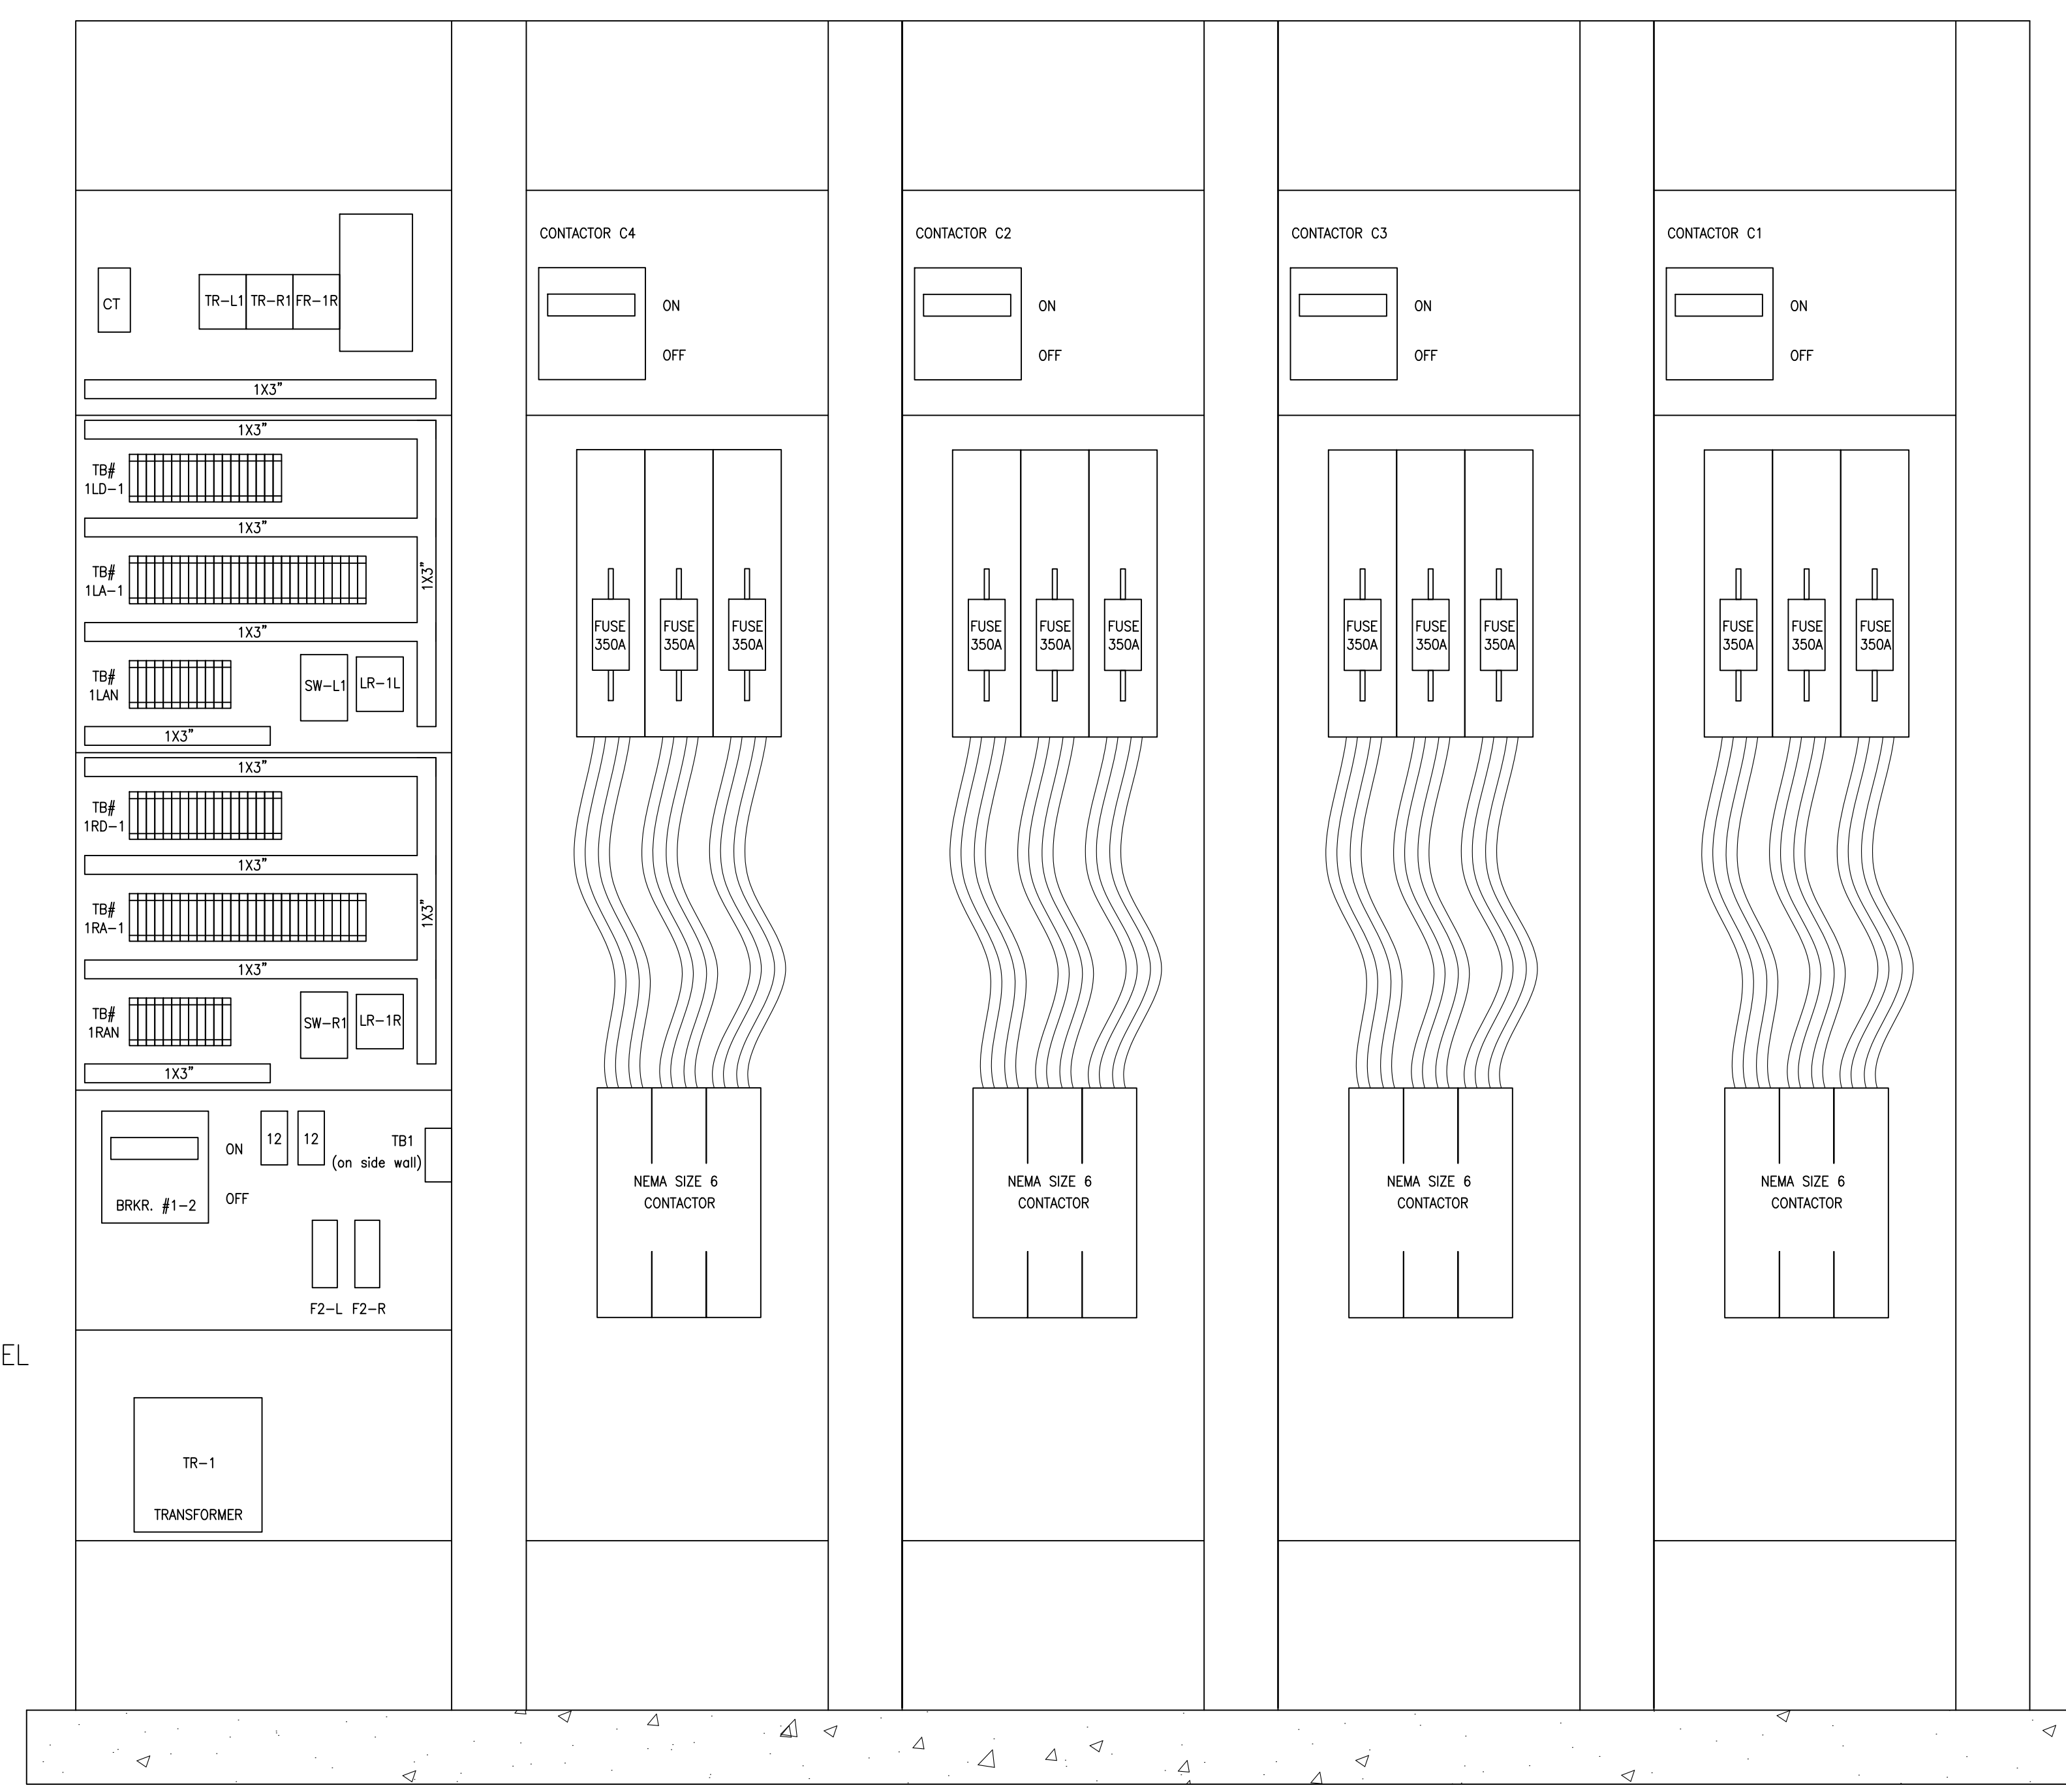 CONTACTOR C4
CONTACTOR C2
CONTACTOR C3
CONTACTOR C1
CT
TR-L1
TR-R1
FR-1R
ON
OFF
ON
OFF
ON
OFF
ON
OFF
1X3"
1X3"
TB#
1LD-1
1X3"
TB#
1LA-1
1X3"
1X3"
TB#
1LAN
SW-L1
LR-1L
1X3"
FUSE
350A
FUSE
350A
FUSE
350A
FUSE
350A
FUSE
350A
FUSE
350A
FUSE
350A
FUSE
350A
FUSE
350A
FUSE
350A
FUSE
350A
FUSE
350A
1X3"
TB#
1RD-1
1X3"
TB#
1RA-1
1X3"
1X3"
TB#
1RAN
SW-R1
LR-1R
1X3"
BRKR. #1-2
ON
OFF
12
12
TB1
(on side wall)
F2-L
F2-R
NEMA SIZE 6
CONTACTOR
NEMA SIZE 6
CONTACTOR
NEMA SIZE 6
CONTACTOR
NEMA SIZE 6
CONTACTOR
EL
TR-1
TRANSFORMER